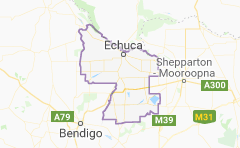 Echuca
Shepparton
- Mooroopna
A300
A79
Bendigo
M39
M31